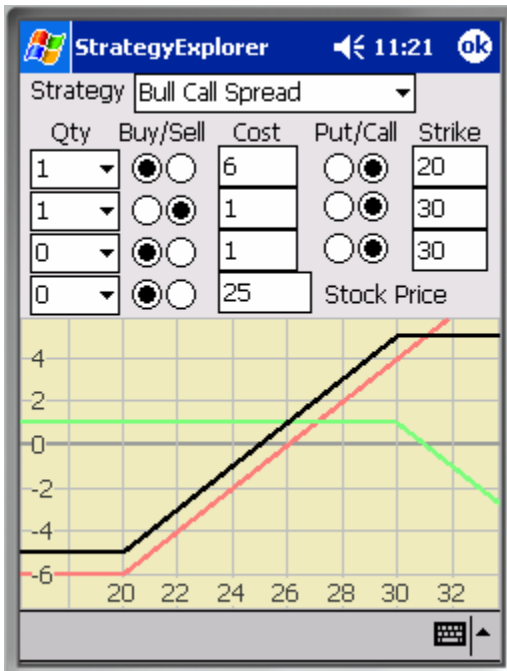 StrategyExplorer 11:21 ok
Strategy Bull Call Spread
Qty Buy/Sell Cost Put/Call Strike
1 6 20
1 1 30
0 1 30
0 25 Stock Price
4
2
0
-2
-4
-6
20 22 24 26 28 30 32